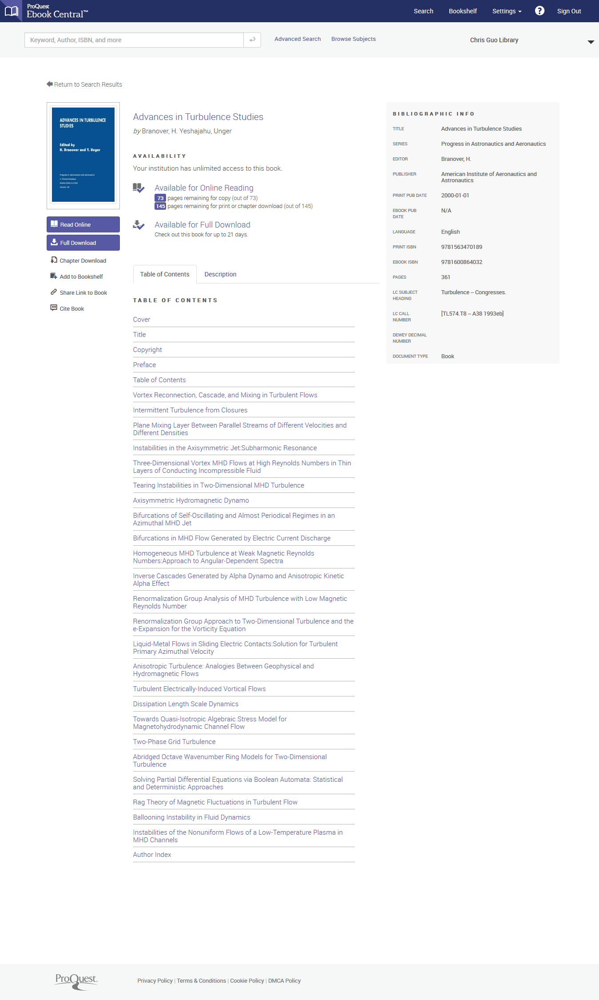 ProQuest
Ebook Central™
Search
Bookshelf
Settings
?
Sign Out
Keyword, Author, ISBN, and more
Advanced Search
Browse Subjects
Chris Guo Library
Return to Search Results
ADVANCES IN TURBULENCE
STUDIES
Edited by
H. Branover and Y. Unger
Progress in Astronautics and Aeronautics
A. Richard Seebass
Series Editor-in-Chief
Volume 149
Read Online
Full Download
Chapter Download
Add to Bookshelf
Share Link to Book
Cite Book
Advances in Turbulence Studies
by Branover, H. Yeshajahu, Unger
AVAILABILITY
Your institution has unlimited access to this book.
Available for Online Reading
73 pages remaining for copy (out of 73)
145 pages remaining for print or chapter download (out of 145)
Available for Full Download
Check out this book for up to 21 days.
Table of Contents
Description
TABLE OF CONTENTS
Cover
Title
Copyright
Preface
Table of Contents
Vortex Reconnection, Cascade, and Mixing in Turbulent Flows
Intermittent Turbulence from Closures
Plane Mixing Layer Between Parallel Streams of Different Velocities and
Different Densities
Instabilities in the Axisymmetric Jet:Subharmonic Resonance
Three-Dimensional Vortex MHD Flows at High Reynolds Numbers in Thin
Layers of Conducting Incompressible Fluid
Tearing Instabilities in Two-Dimensional MHD Turbulence
Axisymmetric Hydromagnetic Dynamo
Bifurcations of Self-Oscillating and Almost Periodical Regimes in an
Azimuthal MHD Jet
Bifurcations in MHD Flow Generated by Electric Current Discharge
Homogeneous MHD Turbulence at Weak Magnetic Reynolds
Numbers:Approach to Angular-Dependent Spectra
Inverse Cascades Generated by Alpha Dynamo and Anisotropic Kinetic
Alpha Effect
Renormalization Group Analysis of MHD Turbulence with Low Magnetic
Reynolds Number
Renormalization Group Approach to Two-Dimensional Turbulence and the
e-Expansion for the Vorticity Equation
Liquid-Metal Flows in Sliding Electric Contacts:Solution for Turbulent
Primary Azimuthal Velocity
Anisotropic Turbulence: Analogies Between Geophysical and
Hydromagnetic Flows
Turbulent Electrically-Induced Vortical Flows
Dissipation Length Scale Dynamics
Towards Quasi-Isotropic Algebraic Stress Model for
Magnetohydrodynamic Channel Flow
Two-Phase Grid Turbulence
Abridged Octave Wavenumber Ring Models for Two-Dimensional
Turbulence
Solving Partial Differential Equations via Boolean Automata: Statistical
and Deterministic Approaches
Rag Theory of Magnetic Fluctuations in Turbulent Flow
Ballooning Instability in Fluid Dynamics
Instabilities of the Nonuniform Flows of a Low-Temperature Plasma in
MHD Channels
Author Index
BIBLIOGRAPHIC INFO
TITLE Advances in Turbulence Studies
SERIES Progress in Astronautics and Aeronautics
EDITOR Branover, H.
PUBLISHER American Institute of Aeronautics and
Astronautics
PRINT PUB DATE 2000-01-01
EBOOK PUB N/A
DATE
LANGUAGE English
PRINT ISBN 9781563470189
EBOOK ISBN 9781600864032
PAGES 361
LC SUBJECT Turbulence -- Congresses.
HEADING
LC CALL [TL574.T8 -- A38 1993eb]
NUMBER
DEWEY DECIMAL
NUMBER
DOCUMENT TYPE Book
ProQuest
Privacy Policy | Terms & Conditions | Cookie Policy | DMCA Policy